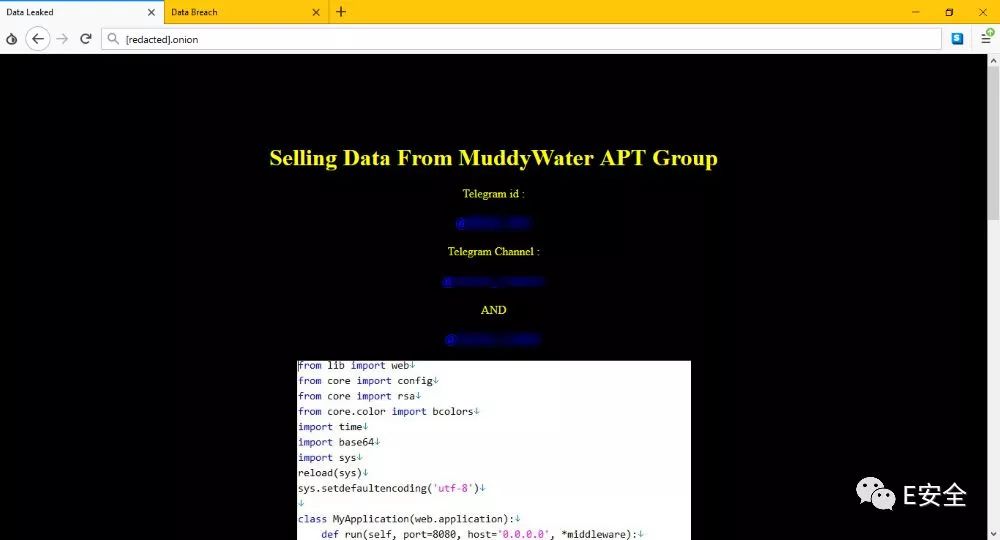 Data Leaked
Data Breach
[redacted].onion
Selling Data From MuddyWater APT Group
Telegram id :
@
Telegram Channel :
@
AND
@
from lib import web↓
from core import config↓
from core import rsa↓
from core.color import bcolors↓
import time↓
import base64↓
import sys↓
reload(sys)↓
sys.setdefaultencoding('utf-8')↓
↓
class MyApplication(web.application):↓
def run(self, port=8080, host='0.0.0.0', *middleware):↓
E安全